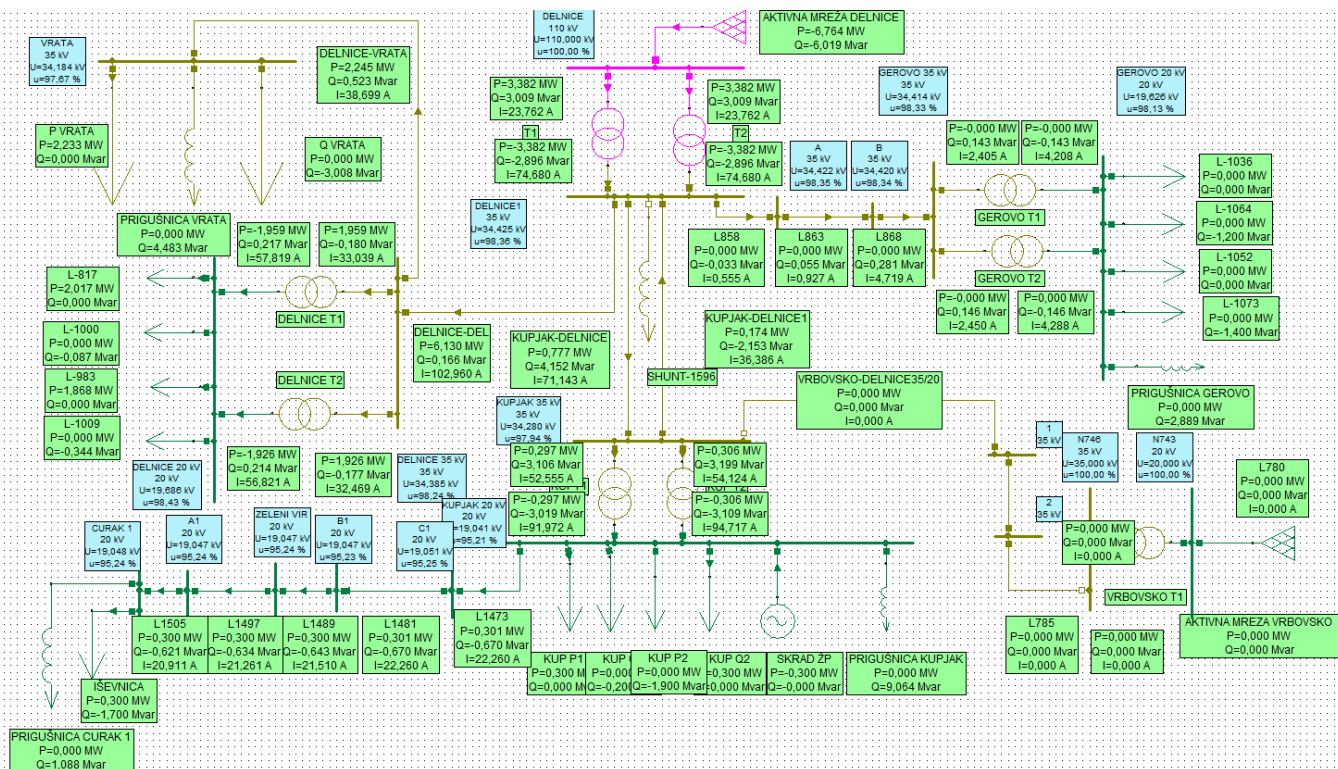 DELNICE
110 kV
U=110,000 kV
u=100,00 %
AKTIVNA MREŽA DELNICE
P=-6,764 MW
Q=-6,019 Mvar
VRATA
35 kV
U=34,184 kV
u=97,67 %
DELNICE-VRATA
P=2,245 MW
Q=0,523 Mvar
I=38,699 A
P VRATA
P=2,233 MW
Q=0,000 Mvar
Q VRATA
P=0,000 MW
Q=-3,008 Mvar
P=3,382 MW
Q=3,009 Mvar
I=23,762 A
T1
P=-3,382 MW
Q=-2,896 Mvar
I=74,680 A
P=3,382 MW
Q=3,009 Mvar
I=23,762 A
T2
P=-3,382 MW
Q=-2,896 Mvar
I=74,680 A
A
35 kV
U=34,422 kV
u=98,35 %
B
35 kV
U=34,420 kV
u=98,34 %
GEROVO 35 kV
35 kV
U=34,414 kV
u=98,33 %
GEROVO 20 kV
20 kV
U=19,626 kV
u=98,13 %
P=-0,000 MW
Q=0,143 Mvar
I=2,405 A
P=-0,000 MW
Q=-0,143 Mvar
I=4,208 A
GEROVO T1
GEROVO T2
P=-0,000 MW
Q=0,146 Mvar
I=2,450 A
P=0,000 MW
Q=-0,146 Mvar
I=4,288 A
L-1036
P=0,000 MW
Q=0,000 Mvar
L-1064
P=0,000 MW
Q=-1,200 Mvar
L-1052
P=0,000 MW
Q=0,000 Mvar
L-1073
P=0,000 MW
Q=-1,400 Mvar
PRIGUŠNICA GEROVO
P=0,000 MW
Q=2,889 Mvar
DELNICE1
35 kV
U=34,425 kV
u=98,36 %
L858
P=0,000 MW
Q=-0,033 Mvar
I=0,555 A
L863
P=0,000 MW
Q=0,055 Mvar
I=0,927 A
L868
P=0,000 MW
Q=0,281 Mvar
I=4,719 A
PRIGUŠNICA VRATA
P=0,000 MW
Q=4,483 Mvar
P=-1,959 MW
Q=0,217 Mvar
I=57,819 A
P=1,959 MW
Q=-0,180 Mvar
I=33,039 A
L-817
P=2,017 MW
Q=0,000 Mvar
L-1000
P=0,000 MW
Q=-0,087 Mvar
L-983
P=1,868 MW
Q=0,000 Mvar
L-1009
P=0,000 MW
Q=-0,344 Mvar
DELNICE T1
DELNICE T2
DELNICE-DEL
P=6,130 MW
Q=0,166 Mvar
I=102,960 A
KUPJAK-DELNICE
P=0,777 MW
Q=4,152 Mvar
I=71,143 A
KUPJAK-DELNICE1
P=0,174 MW
Q=-2,153 Mvar
I=36,386 A
SHUNT-1596
VRBOVSKO-DELNICE35/20
P=0,000 MW
Q=0,000 Mvar
I=0,000 A
P=-1,926 MW
Q=0,214 Mvar
I=56,821 A
P=1,926 MW
Q=-0,177 Mvar
I=32,469 A
DELNICE 20 kV
20 kV
U=19,686 kV
u=98,43 %
DELNICE 35 kV
35 kV
U=34,385 kV
u=98,24 %
KUPJAK 35 kV
35 kV
U=34,280 kV
u=97,94 %
P=0,297 MW
Q=3,106 Mvar
I=52,555 A
P=-0,297 MW
Q=-3,019 Mvar
I=91,972 A
P=0,306 MW
Q=3,199 Mvar
I=54,124 A
P=-0,306 MW
Q=-3,109 Mvar
I=94,717 A
KUPJAK 20 kV
20 kV
U=19,041 kV
u=95,21 %
1
35 kV
2
35 kV
N746
35 kV
U=35,000 kV
u=100,00 %
N743
20 kV
U=20,000 kV
u=100,00 %
L780
P=0,000 MW
Q=0,000 Mvar
I=0,000 A
P=0,000 MW
Q=0,000 Mvar
I=0,000 A
VRBOVSKO T1
L785
P=0,000 MW
Q=0,000 Mvar
I=0,000 A
P=0,000 MW
Q=0,000 Mvar
I=0,000 A
AKTIVNA MREZA VRBOVSKO
P=0,000 MW
Q=0,000 Mvar
CURAK 1
20 kV
U=19,048 kV
u=95,24 %
A1
20 kV
U=19,047 kV
u=95,24 %
ZELENI VIR
20 kV
U=19,047 kV
u=95,24 %
B1
20 kV
U=19,047 kV
u=95,23 %
C1
20 kV
U=19,051 kV
u=95,25 %
L1505
P=0,300 MW
Q=-0,621 Mvar
I=20,911 A
L1497
P=0,300 MW
Q=-0,634 Mvar
I=21,261 A
L1489
P=0,300 MW
Q=-0,643 Mvar
I=21,510 A
L1481
P=0,301 MW
Q=-0,670 Mvar
I=22,260 A
L1473
P=0,301 MW
Q=-0,670 Mvar
I=22,260 A
KUP P1
P=0,300 M
Q=0,000 M
KUP
P=0,000
Q=-0,200
KUP P2
P=0,000 MW
Q=-1,900 Mvar
KUP Q2
=0,300 MW
=0,000 Mvar
SKRAD ŽP
P=-0,300 MW
Q=-0,000 Mvar
PRIGUŠNICA KUPJAK
P=0,000 MW
Q=9,064 Mvar
IŠEVNICA
P=0,300 MW
Q=-1,700 Mvar
PRIGUŠNICA CURAK 1
P=0,000 MW
Q=1,088 Mvar